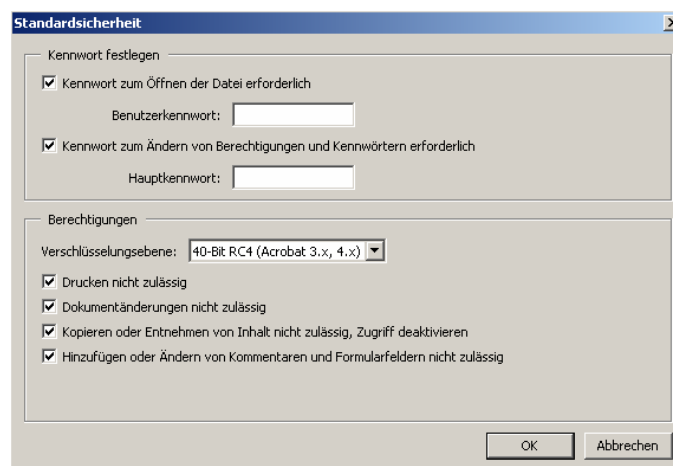 Standardsicherheit
Kennwort festlegen
Kennwort zum Öffnen der Datei erforderlich
Benutzerkennwort:
Kennwort zum Ändern von Berechtigungen und Kennwörtern erforderlich
Hauptkennwort:
Berechtigungen
Verschlüsselungsebene: 40-Bit RC4 (Acrobat 3.x, 4.x)
Drucken nicht zulässig
Dokumentänderungen nicht zulässig
Kopieren oder Entnehmen von Inhalt nicht zulässig, Zugriff deaktivieren
Hinzufügen oder Ändern von Kommentaren und Formularfeldern nicht zulässig
OK Abbrechen